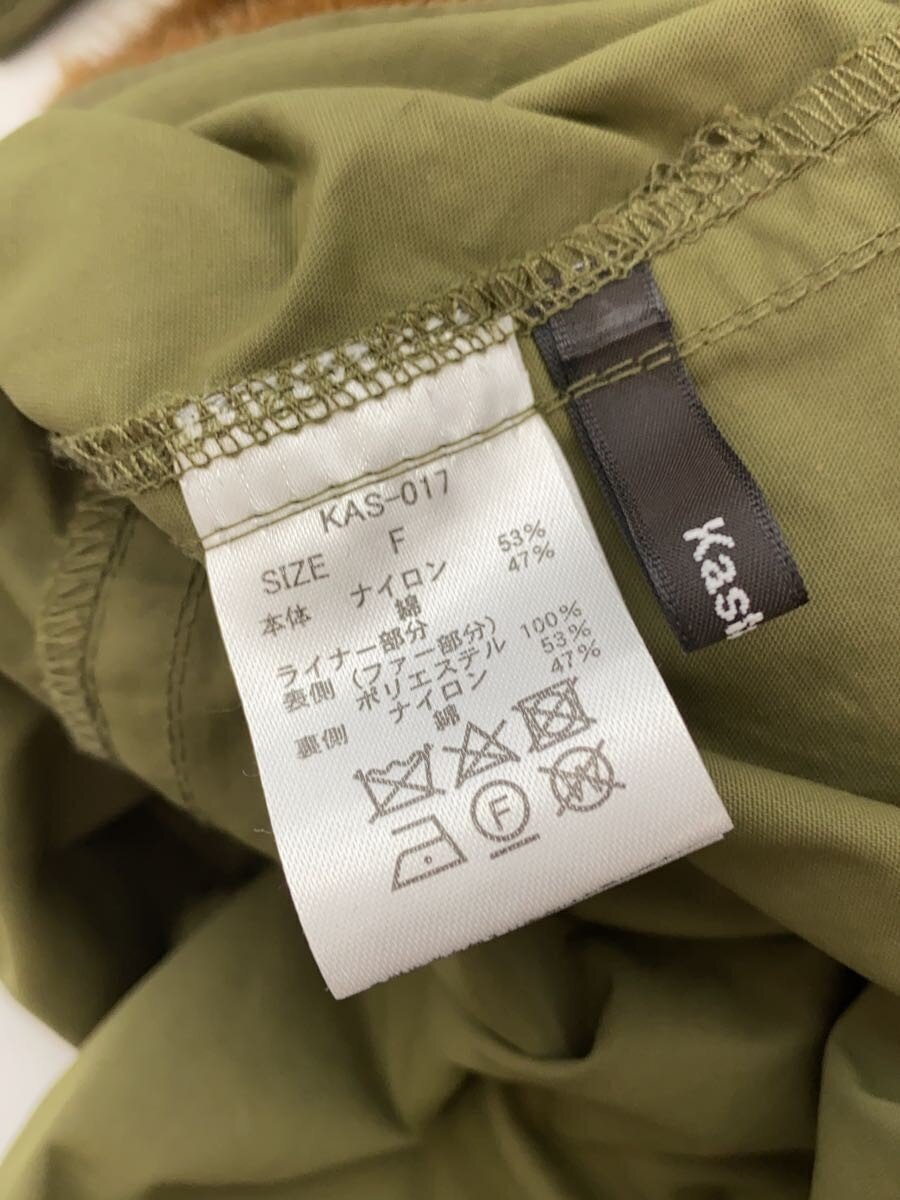 KAS-017
SIZE F
本体 ナイロン 53%
綿 47%
ライナー部分
表側 (ファー部分)
ポリエステル 100%
裏側 ナイロン 53%
綿 47%
F
Kast